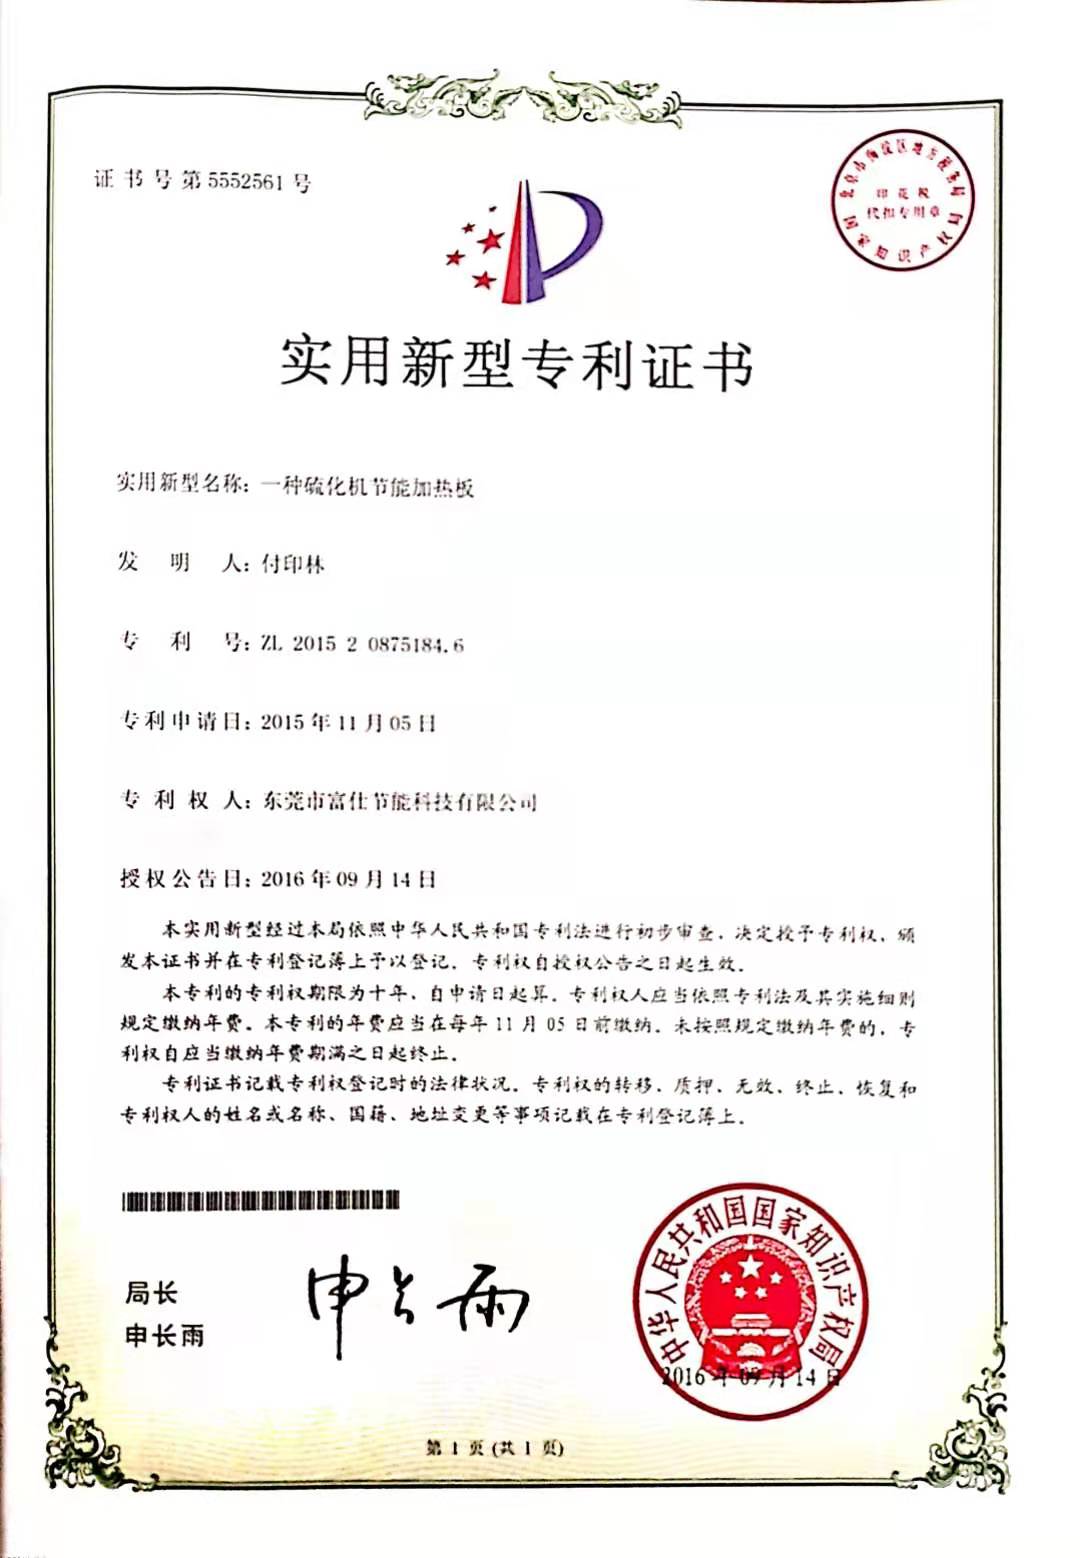 证书号第5552561号
北京市海淀区地方税务局
印花税
代扣专用章
国家知识产权局
实用新型专利证书
实用新型名称：一种硫化机节能加热板
发明人：付印林
专利号：ZL 2015 2 0875184.6
专利申请日：2015年11月05日
专利权人：东莞市富仕节能科技有限公司
授权公告日：2016年09月14日
本实用新型经过本局依照中华人民共和国专利法进行初步审查，决定授予专利权，颁
发本证书并在专利登记簿上予以登记。专利权自授权公告之日起生效。
本专利的专利权期限为十年，自申请日起算。专利权人应当依照专利法及其实施细则
规定缴纳年费。本专利的年费应当在每年11月05日前缴纳。未按照规定缴纳年费的，专
利权自应当缴纳年费期满之日起终止。
专利证书记载专利权登记时的法律状况。专利权的转移、质押、无效、终止、恢复和
专利权人的姓名或名称、国籍、地址变更等事项记载在专利登记簿上。
局长
申长雨
申长雨
中华人民共和国国家知识产权局
2016年09月14日
第1页(共1页)